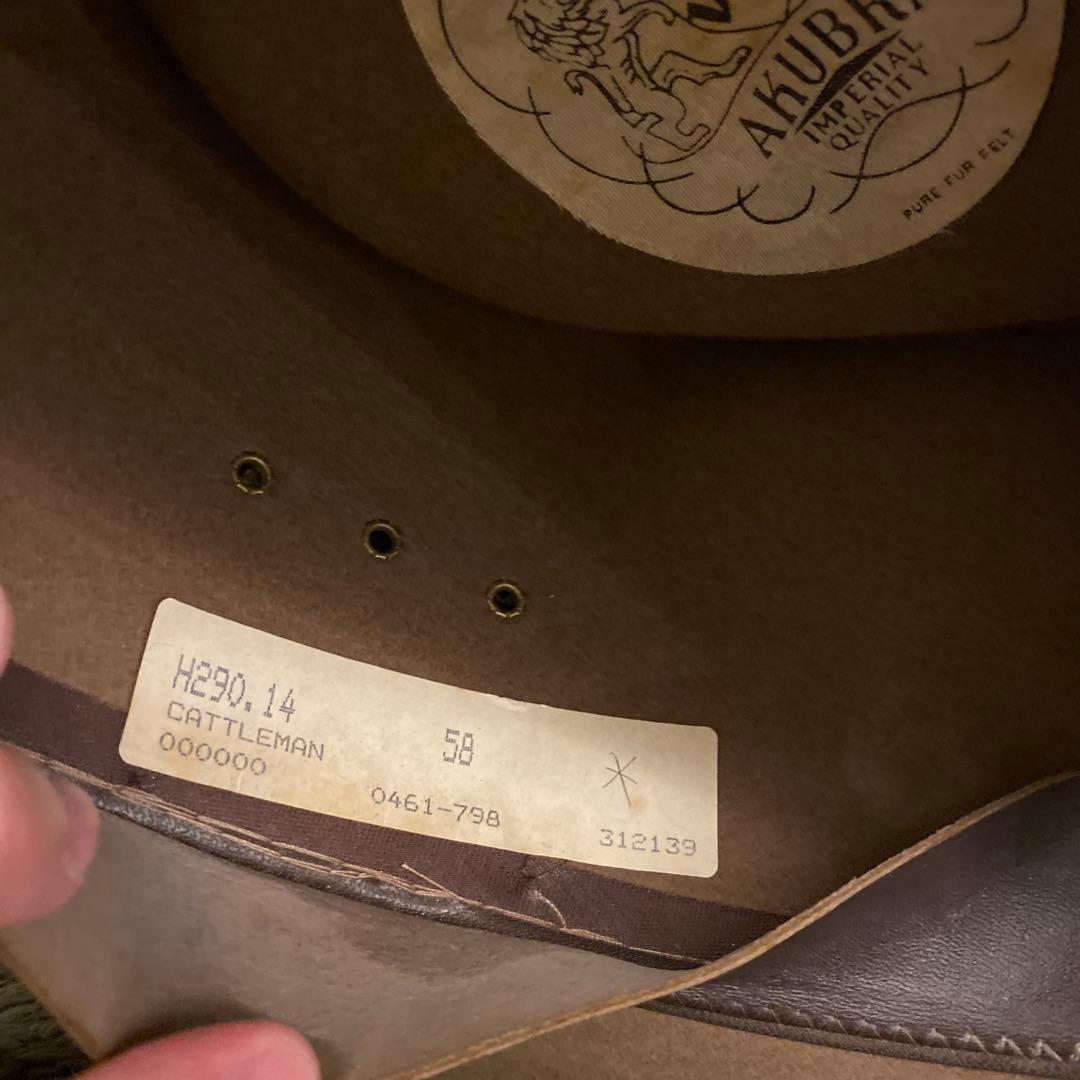 AKUBRA
IMPERIAL
QUALITY
PURE FUR FELT
H290.14
CATTLEMAN
58
000000
0461-798
312139